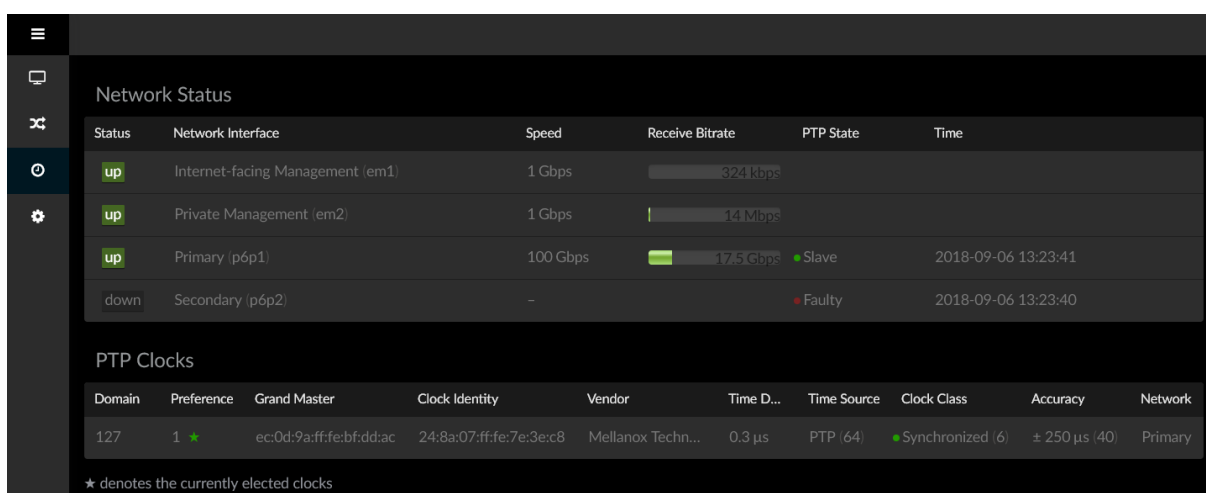 Network Status
Status Network Interface Speed Receive Bitrate PTP State Time
up Internet-facing Management (em1) 1 Gbps 324 kbps
up Private Management (em2) 1 Gbps 14 Mbps
up Primary (p6p1) 100 Gbps 17.5 Gbps Slave 2018-09-06 13:23:41
down Secondary (p6p2) – Faulty 2018-09-06 13:23:40
PTP Clocks
Domain Preference Grand Master Clock Identity Vendor Time D... Time Source Clock Class Accuracy Network
127 1 ★ ec:0d:9a:ff:fe:bf:dd:ac 24:8a:07:ff:fe:7e:3e:c8 Mellanox Techn... 0.3 µs PTP (64) Synchronized (6) ± 250 µs (40) Primary
★ denotes the currently elected clocks